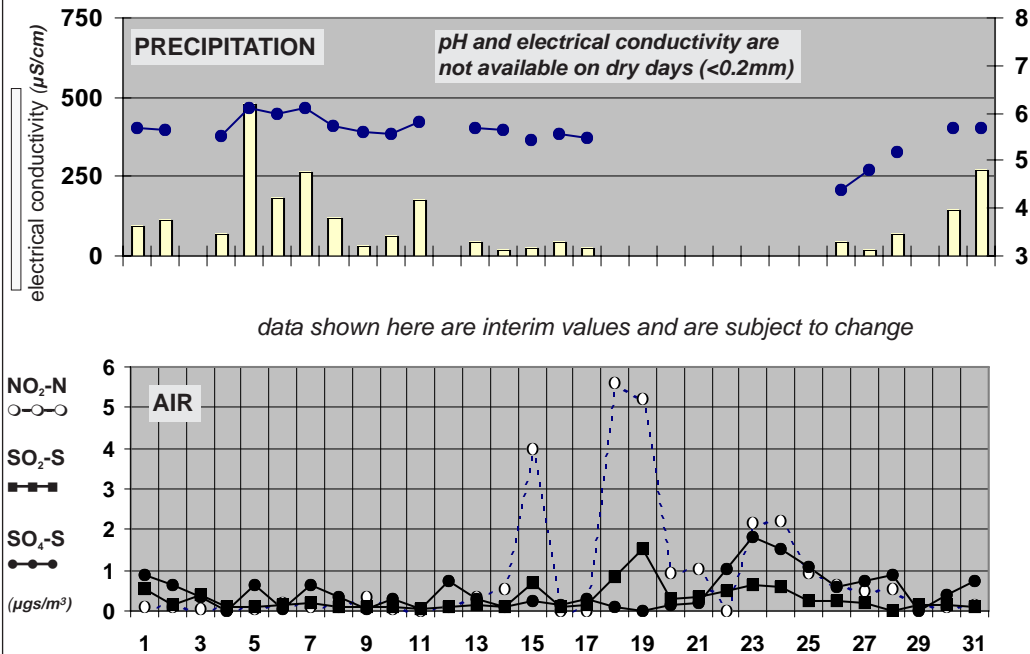 750
500
250
0
electrical conductivity (µS/cm)
PRECIPITATION
pH and electrical conductivity are
not available on dry days (<0.2mm)
8
7
6
5
4
3
data shown here are interim values and are subject to change
NO₂-N
SO₂-S
SO₄-S
(µgs/m³)
6
5
4
3
2
1
0
AIR
1 3 5 7 9 11 13 15 17 19 21 23 25 27 29 31